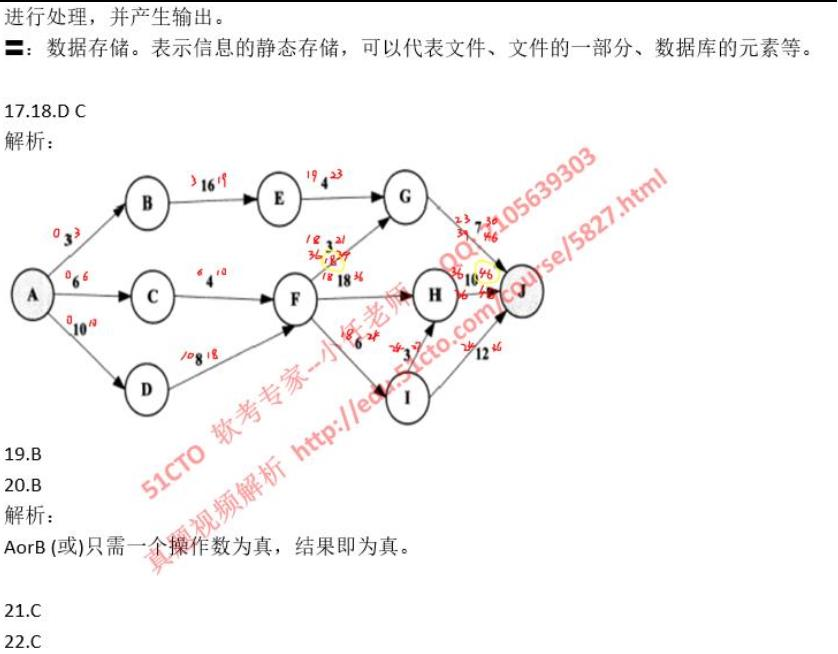 进行处理，并产生输出。
〓：数据存储。表示信息的静态存储，可以代表文件、文件的一部分、数据库的元素等。
17.18.D C
解析：
B 3 16 19 E 19 4 23 G
0 3 3
18 3 21
23 7 30
39 46
36 18 39
A 0 6 6 C 6 4 10 F 18 18 36 H 36 10 46 J
36
0 10 10
10 8 18
18 6 24
24 3 27
24 12 36
D
I
51CTO 软考专家--小任老师 QQ:2105639303
真题视频解析 http://edu.51cto.com/course/5827.html
19.B
20.B
解析：
AorB (或)只需一个操作数为真，结果即为真。
21.C
22.C